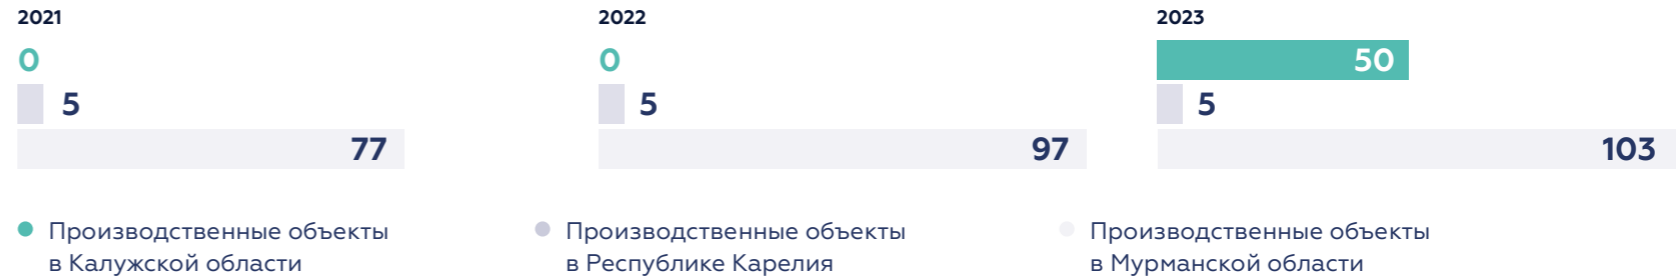 2021
0
5
77
2022
0
5
97
2023
50
5
103
Производственные объекты
в Калужской области
Производственные объекты
в Республике Карелия
Производственные объекты
в Мурманской области